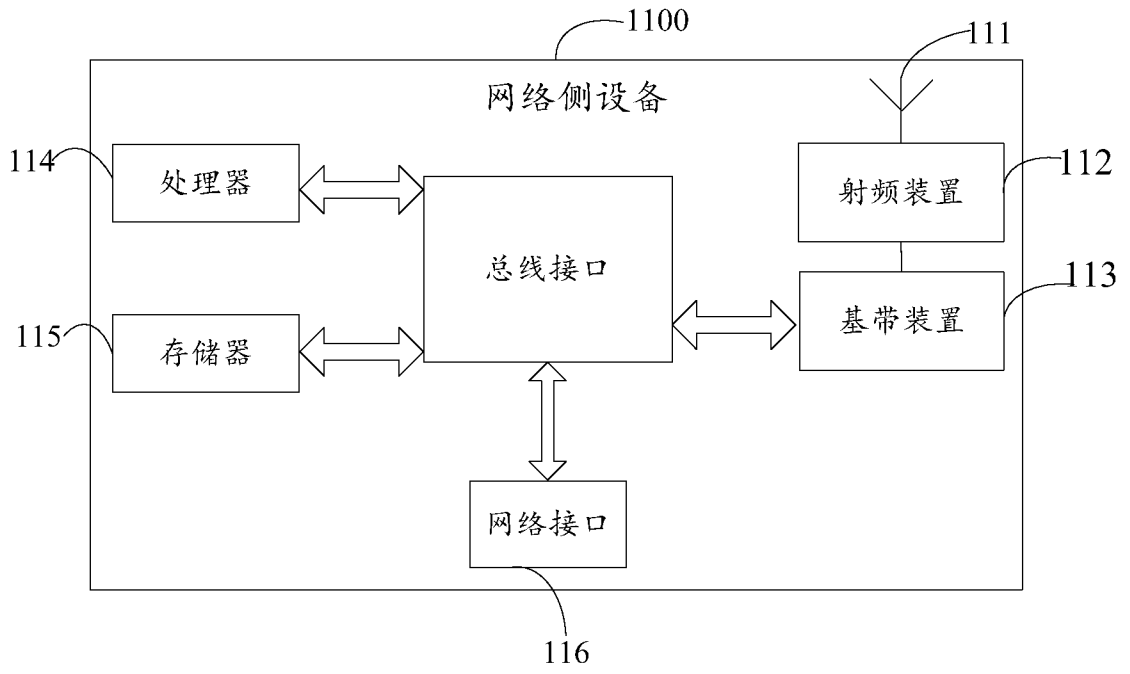 1100
111
网络侧设备
114
处理器
112
射频装置
总线接口
113
基带装置
115
存储器
网络接口
116